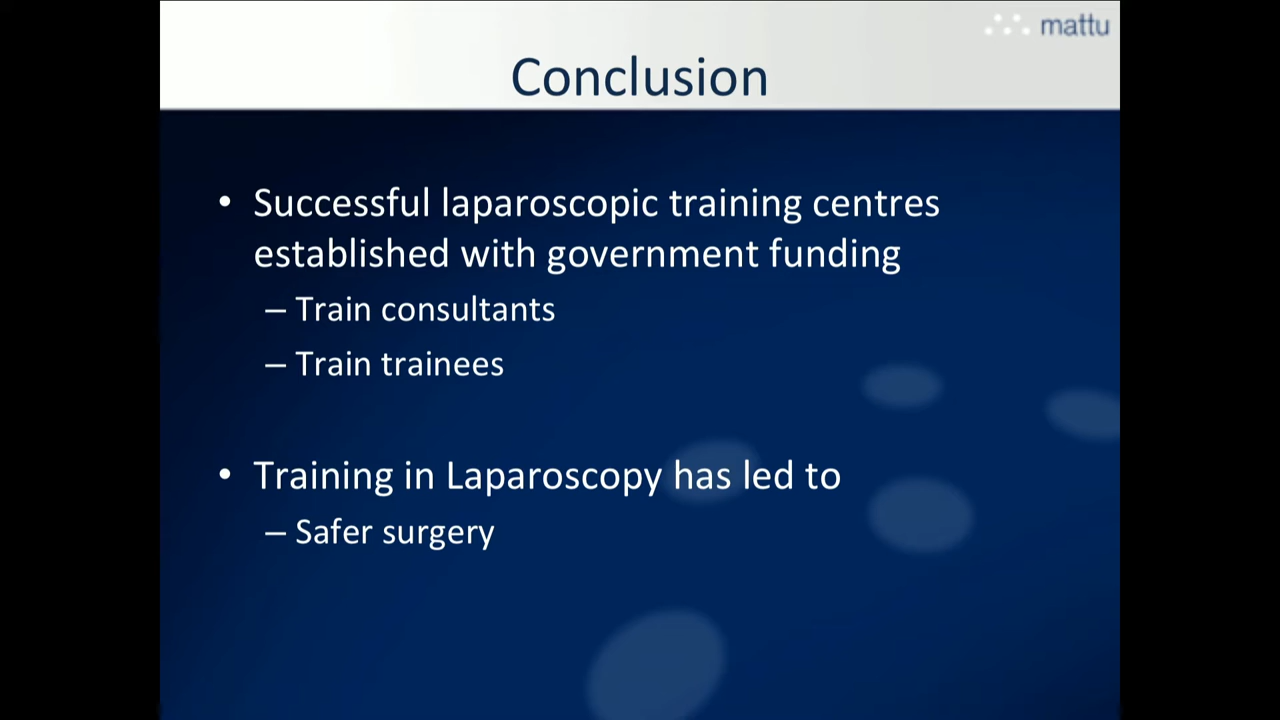 mattu
Conclusion
• Successful laparoscopic training centres
established with government funding
– Train consultants
– Train trainees
• Training in Laparoscopy has led to
– Safer surgery